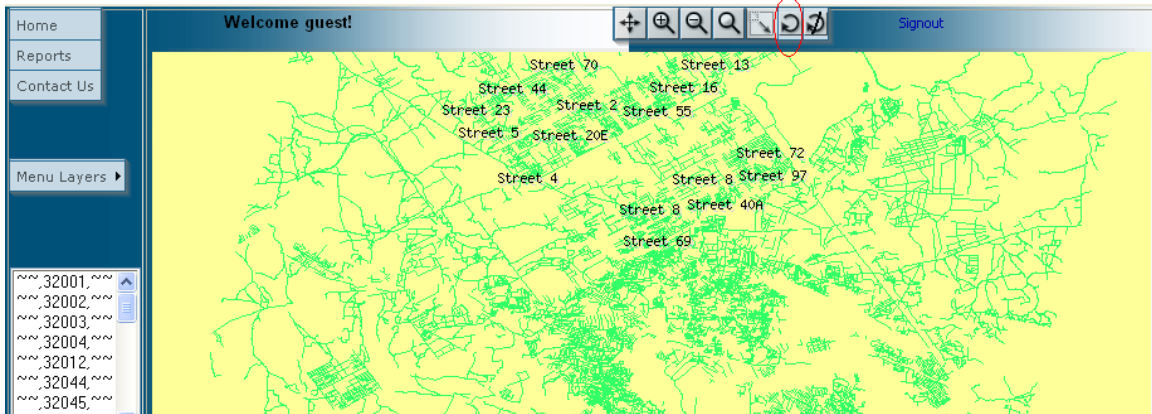 Home
Reports
Contact Us
Menu Layers
~~,32001,~~
~~,32002,~~
~~,32003,~~
~~,32004,~~
~~,32012,~~
~~,32044,~~
~~,32045,~~
Welcome guest!
Signout
Street 70
Street 13
Street 44
Street 16
Street 23
Street 2
Street 55
Street 5
Street 20E
Street 72
Street 4
Street 8
Street 97
Street 8
Street 40A
Street 69